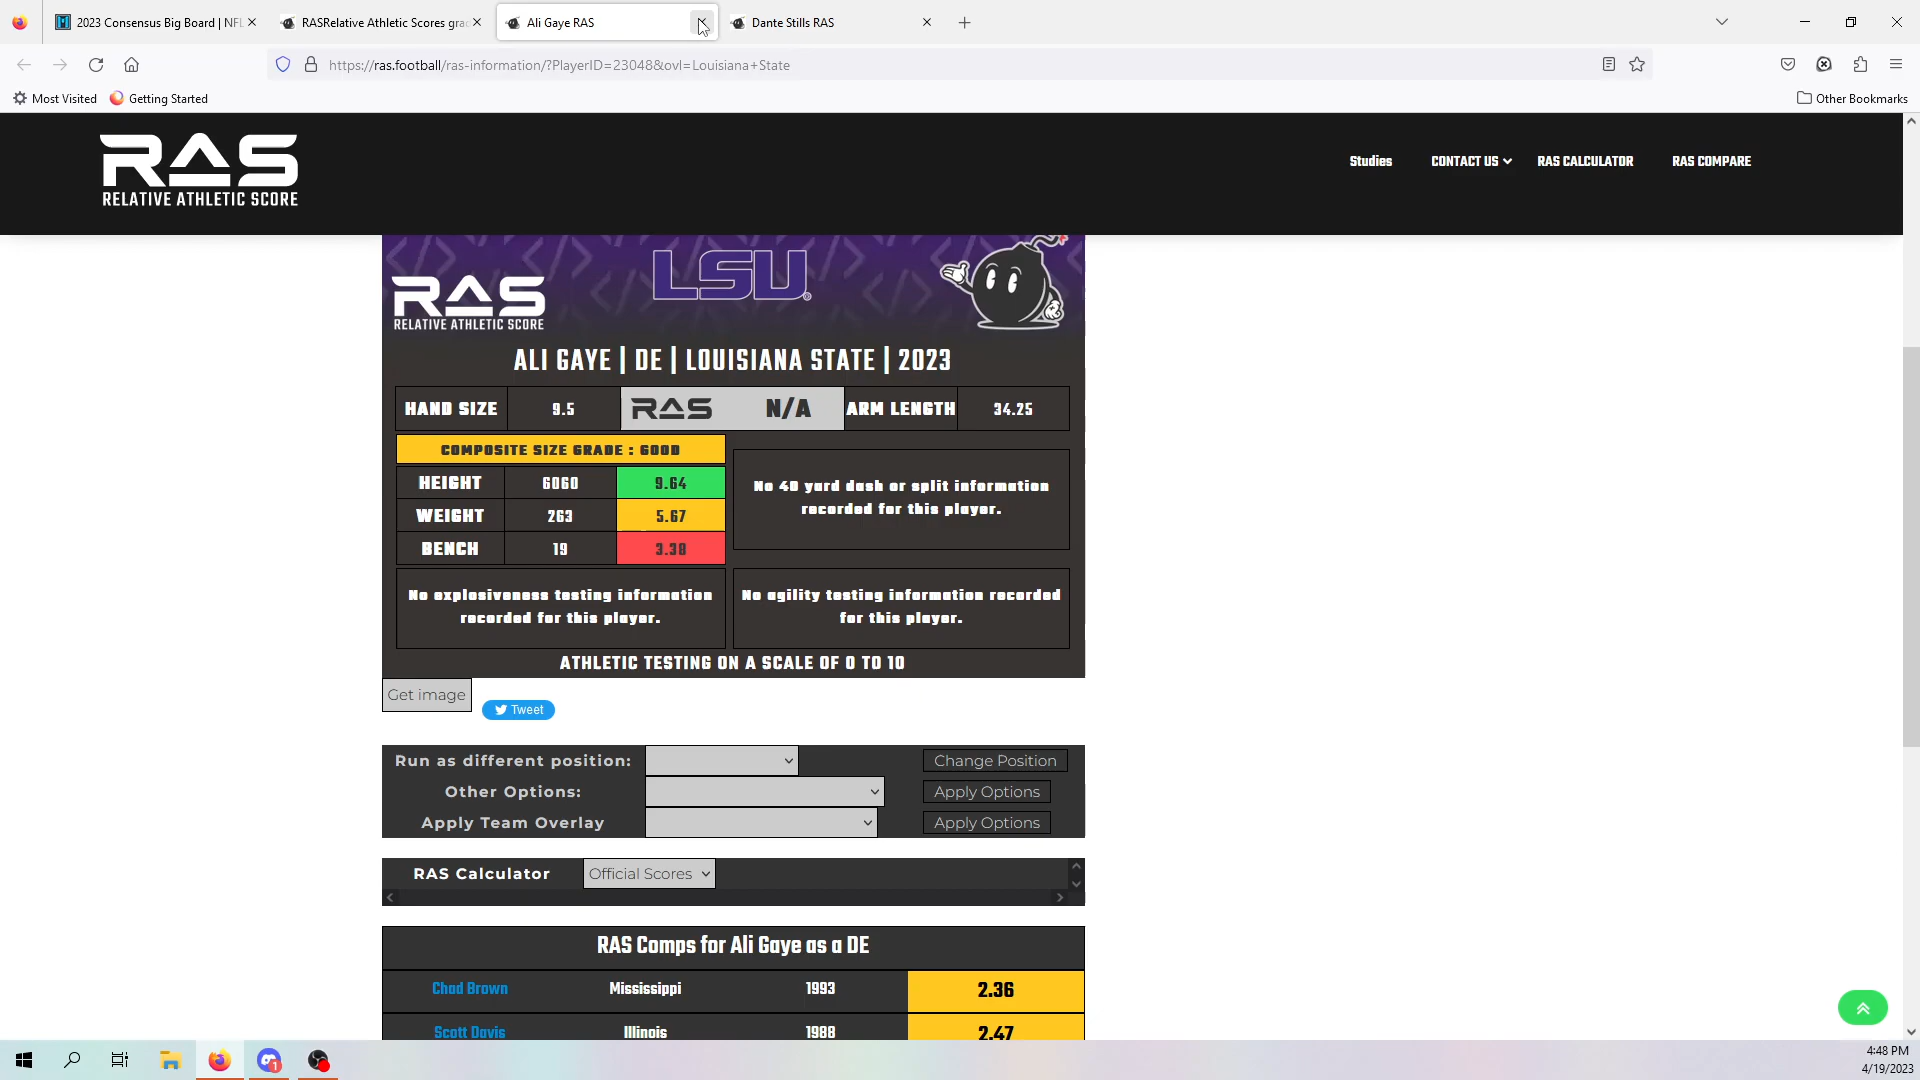 2023 Consensus Big Board | NFL
RASRelative Athletic Scores grad
Ali Gaye RAS
Dante Stills RAS
https://ras.football/ras-information/?PlayerID=23048&ovl=Louisiana+State
Most Visited
Getting Started
Other Bookmarks
RAS
RELATIVE ATHLETIC SCORE
Studies
CONTACT US
RAS CALCULATOR
RAS COMPARE
LSU
RAS
RELATIVE ATHLETIC SCORE
ALI GAYE | DE | LOUISIANA STATE | 2023
HAND SIZE 9.5 RAS N/A ARM LENGTH 34.25
COMPOSITE SIZE GRADE : GOOD
HEIGHT 6060 9.64
WEIGHT 263 5.67
BENCH 19 3.38
No 40 yard dash or split information
recorded for this player.
No explosiveness testing information
recorded for this player.
No agility testing information recorded
for this player.
ATHLETIC TESTING ON A SCALE OF 0 TO 10
Get image
Tweet
Run as different position: Change Position
Other Options: Apply Options
Apply Team Overlay Apply Options
RAS Calculator Official Scores
RAS Comps for Ali Gaye as a DE
Chad Brown Mississippi 1993 2.36
Scott Davis Illinois 1988 2.47
1
4:48 PM
4/19/2023